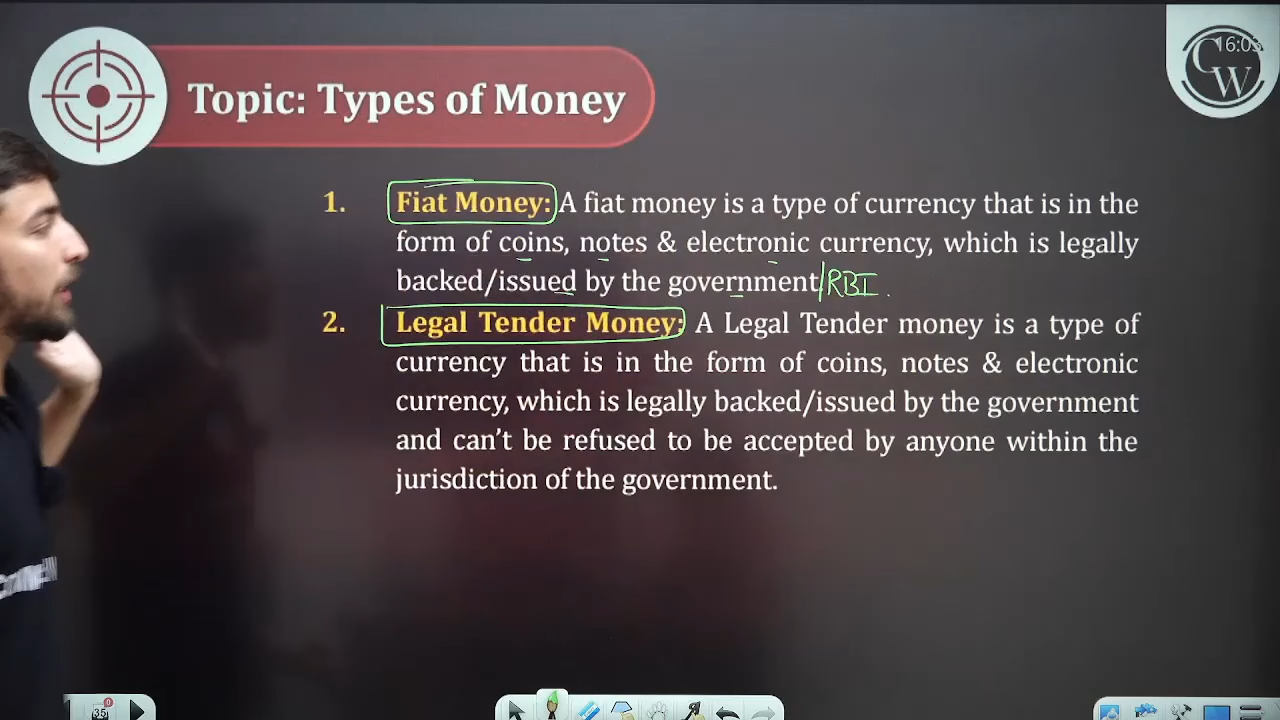 Topic: Types of Money
16:05
CW
1. Fiat Money: A fiat money is a type of currency that is in the
form of coins, notes & electronic currency, which is legally
backed/issued by the government/RBI.
2. Legal Tender Money: A Legal Tender money is a type of
currency that is in the form of coins, notes & electronic
currency, which is legally backed/issued by the government
and can't be refused to be accepted by anyone within the
jurisdiction of the government.
35